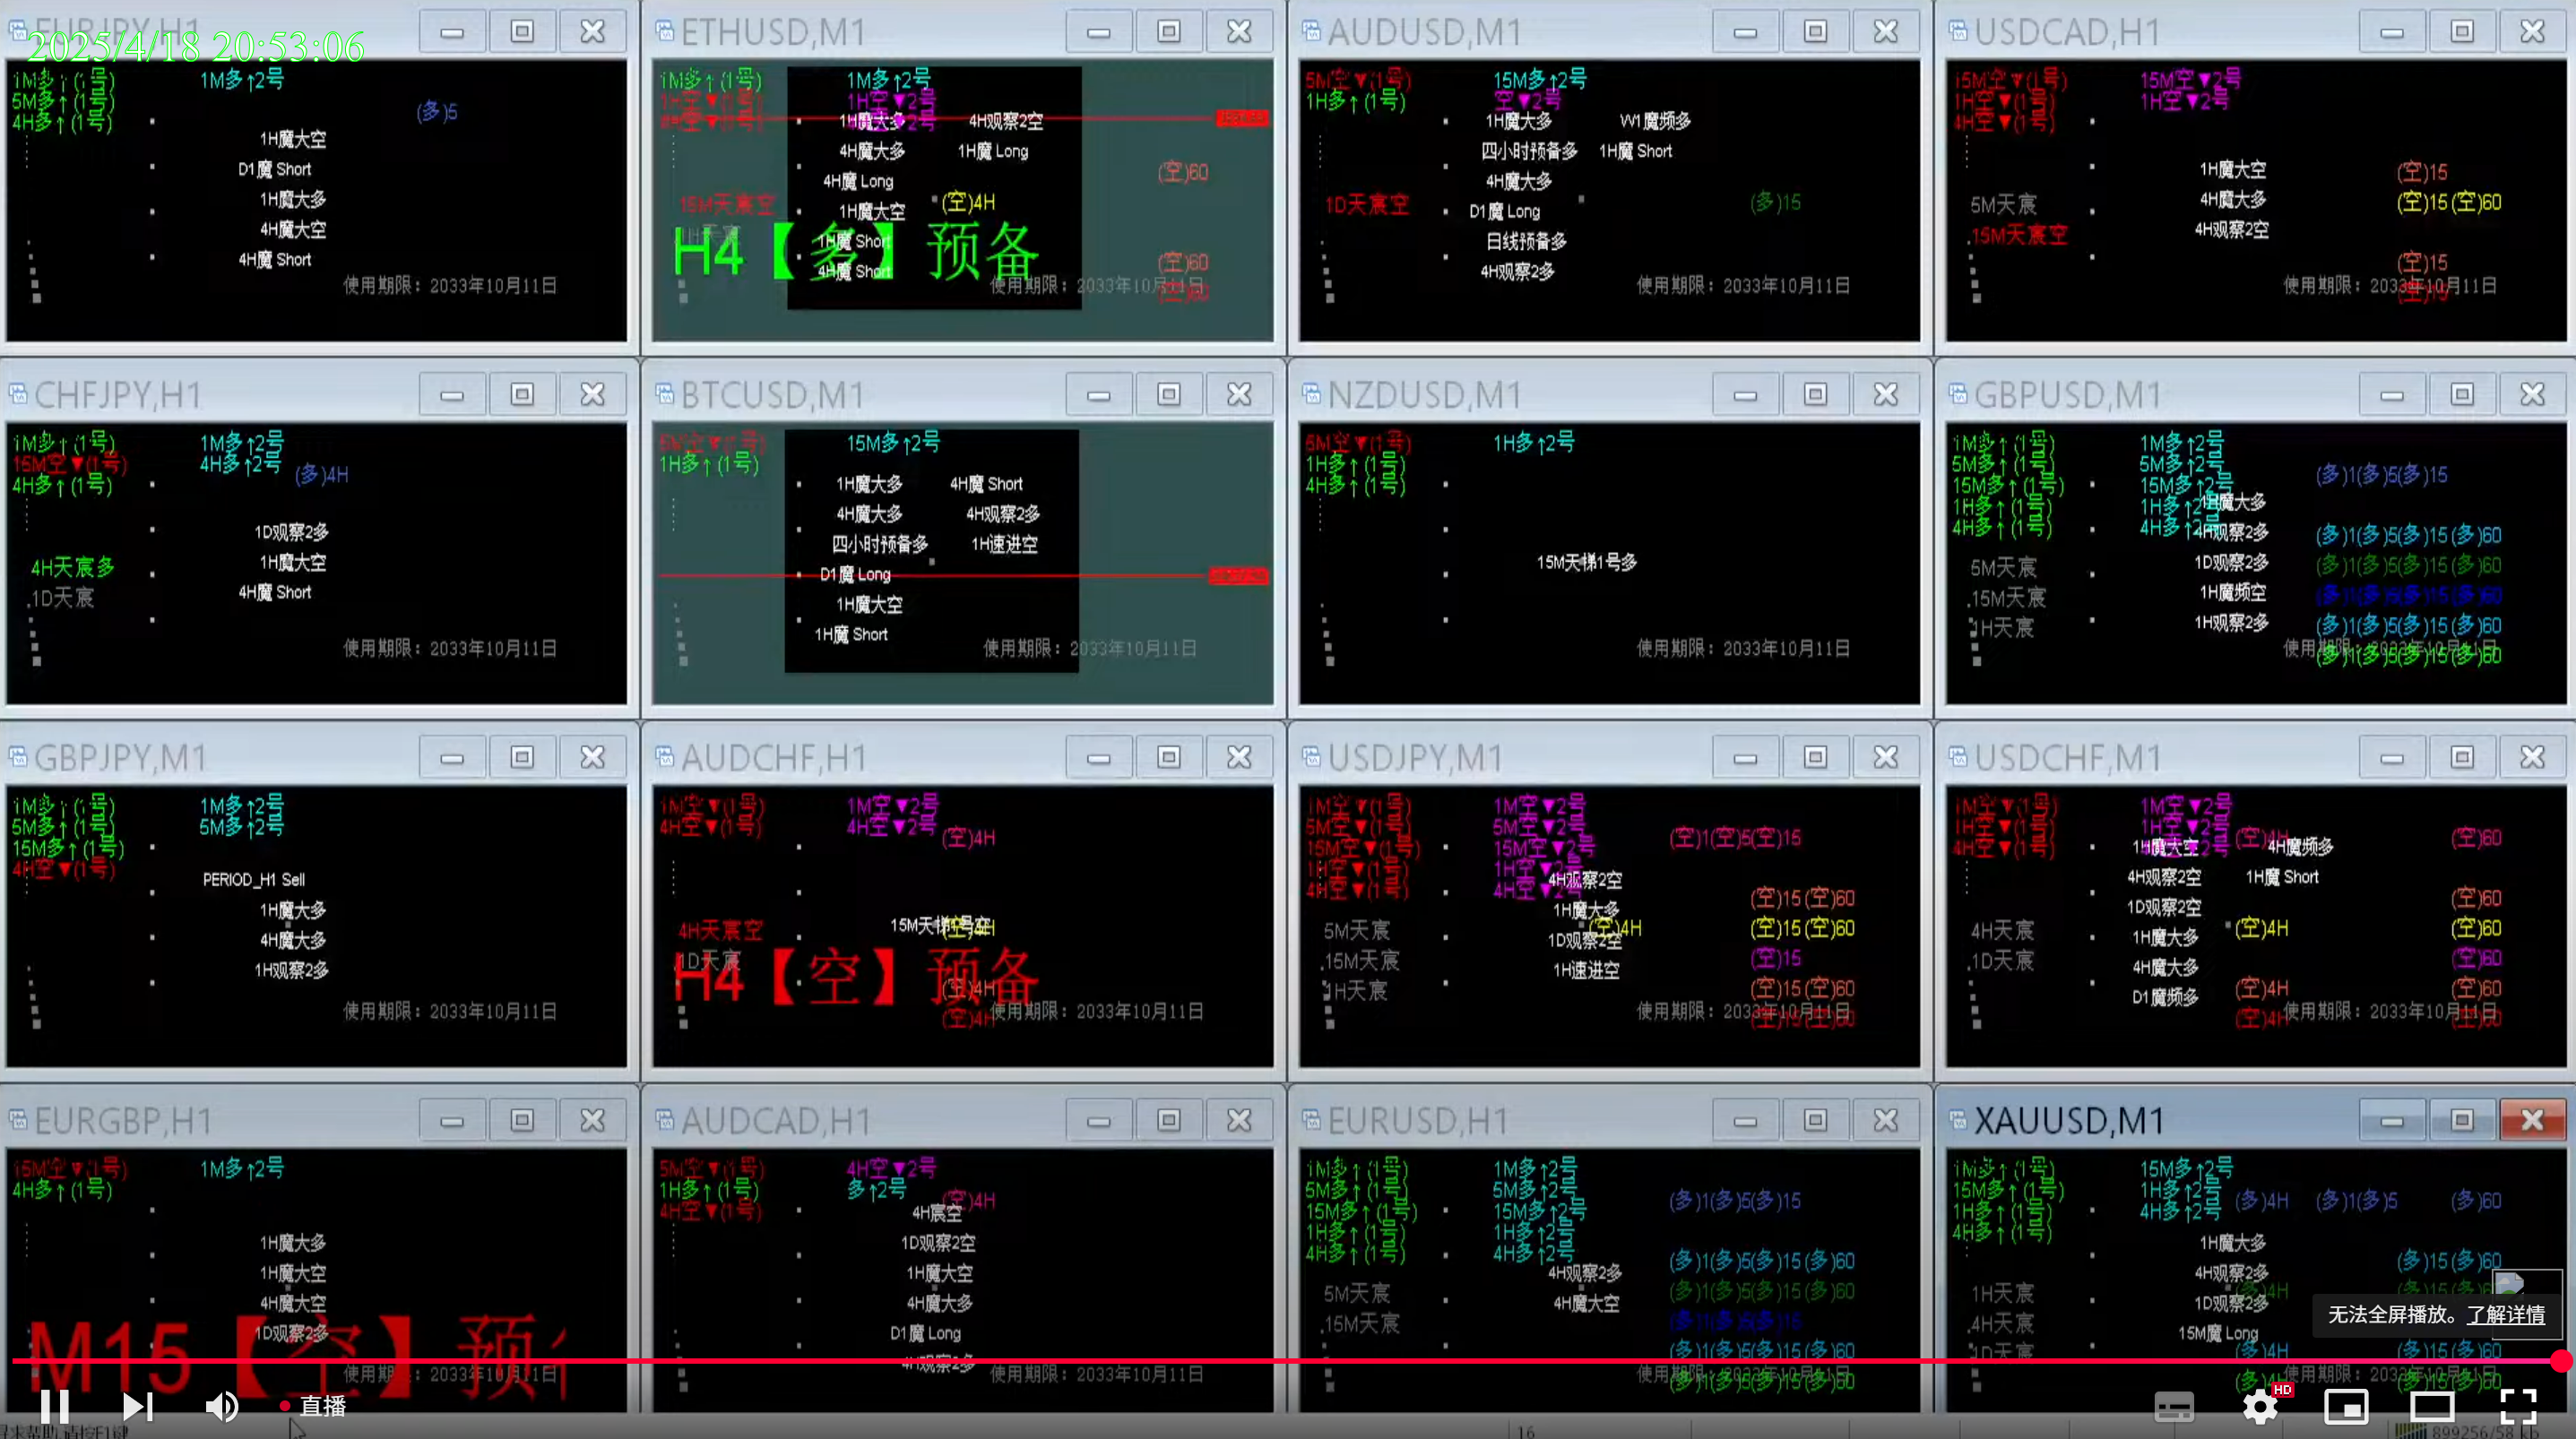 EURJPY,H1
2025/4/18 20:53:06
1M多↑(1号)
5M多↑(1号)
4H多↑(1号)
1M多↑2号
(多)5
1H魔大空
D1魔 Short
1H魔大多
4H魔大空
4H魔 Short
使用期限：2033年10月11日
ETHUSD,M1
1M多↑(1号)
1H空▼(1号)
1M多↑2号
1H空▼2号
1H魔大多
4H观察2空
4H魔大多
1H魔 Long
(空)60
4H魔 Long
15M天宸空
1H魔大空
(空)4H
1H魔 Short
H4【多】预备
(空)60
4H魔 Short
使用期限：2033年10月11日
(空)60
AUDUSD,M1
5M空▼(1号)
1H多↑(1号)
15M多↑2号
空▼2号
1H魔大多
W1魔频多
四小时预备多
1H魔 Short
4H魔大多
1D天宸空
D1魔 Long
(多)15
日线预备多
4H观察2多
使用期限：2033年10月11日
USDCAD,H1
15M空▼(1号)
1H空▼(1号)
4H空▼(1号)
15M空▼2号
1H空▼2号
1H魔大空
(空)15
5M天宸
4H魔大多
(空)15(空)60
.15M天宸空
4H观察2空
(空)15
使用期限：2033年10月11日
(空)15
CHFJPY,H1
1M多↑(1号)
15M空▼(1号)
4H多↑(1号)
1M多↑2号
4H多↑2号
(多)4H
1D观察2多
4H天宸多
1H魔大空
.1D天宸
4H魔 Short
使用期限：2033年10月11日
BTCUSD,M1
5M空▼(1号)
1H多↑(1号)
15M多↑2号
1H魔大多
4H魔 Short
4H魔大多
4H观察2多
四小时预备多
1H速进空
D1魔 Long
1H魔大空
1H魔 Short
使用期限：2033年10月11日
NZDUSD,M1
5M空▼(1号)
1H多↑(1号)
4H多↑(1号)
1H多↑2号
15M天梯1号多
使用期限：2033年10月11日
GBPUSD,M1
1M多↑(1号)
5M多↑(1号)
15M多↑(1号)
1H多↑(1号)
4H多↑(1号)
1M多↑2号
5M多↑2号
15M多↑2号
1H多↑2号
4H多↑2号
(多)1(多)5(多)15
1H魔大多
4H观察2多
(多)1(多)5(多)15(多)60
5M天宸
1D观察2多
(多)1(多)5(多)15(多)60
.15M天宸
1H魔频空
(多)1(多)5(多)15(多)60
1H天宸
1H观察2多
(多)1(多)5(多)15(多)60
使用期限：2033年10月11日
(多)1(多)5(多)15(多)60
GBPJPY,M1
1M多↑(1号)
5M多↑(1号)
15M多↑(1号)
4H空▼(1号)
1M多↑2号
5M多↑2号
PERIOD_H1 Sell
1H魔大多
4H魔大多
1H观察2多
使用期限：2033年10月11日
AUDCHF,H1
1M空▼(1号)
4H空▼(1号)
1M空▼2号
4H空▼2号
(空)4H
4H天宸空
15M天梯1号空
(空)4H
1D天宸
H4【空】预备
(空)4H
使用期限：2033年10月11日
(空)4H
USDJPY,M1
1M空▼(1号)
5M空▼(1号)
15M空▼(1号)
1H空▼(1号)
4H空▼(1号)
1M空▼2号
5M空▼2号
15M空▼2号
1H空▼2号
4H空▼2号
(空)1(空)5(空)15
4H观察2空
1H魔大多
(空)15(空)60
5M天宸
(空)4H
(空)15(空)60
1D观察2空
.15M天宸
1H速进空
(空)15
1H天宸
(空)15(空)60
使用期限：2033年10月11日
(空)15(空)60
USDCHF,M1
1M空▼(1号)
1H空▼(1号)
4H空▼(1号)
1M空▼2号
1H空▼2号
4H空▼2号
(空)4H
(空)60
1H魔大空
4H魔频多
4H观察2空
1H魔 Short
(空)60
1D观察2空
4H天宸
1H魔大多
(空)4H
(空)60
.1D天宸
4H魔大多
(空)60
D1魔频多
(空)4H
(空)60
使用期限：2033年10月11日
(空)4H
(空)60
EURGBP,H1
15M空▼(1号)
4H多↑(1号)
1M多↑2号
1H魔大多
1H魔大空
4H魔大空
1D观察2多
M15【空】预
使用期限：2033年10月11日
AUDCAD,H1
5M空▼(1号)
1H多↑(1号)
4H空▼(1号)
4H空▼2号
多↑2号
(空)4H
4H宸空
1D观察2空
1H魔大空
4H魔大多
D1魔 Long
4H观察2多
使用期限：2033年10月11日
EURUSD,H1
1M多↑(1号)
5M多↑(1号)
15M多↑(1号)
1H多↑(1号)
4H多↑(1号)
1M多↑2号
5M多↑2号
15M多↑2号
1H多↑2号
4H多↑2号
(多)1(多)5(多)15
4H观察2多
(多)1(多)5(多)15(多)60
5M天宸
4H魔大空
(多)1(多)5(多)15(多)60
.15M天宸
(多)1(多)5(多)15
(多)1(多)5(多)15(多)60
使用期限：2033年10月11日
(多)1(多)5(多)15(多)60
XAUUSD,M1
1M多↑(1号)
15M多↑(1号)
1H多↑(1号)
4H多↑(1号)
15M多↑2号
1H多↑2号
4H多↑2号
(多)4H
(多)1(多)5
(多)60
1H魔大多
4H观察2多
(多)15(多)60
1H天宸
1D观察2多
(多)4H
.4H天宸
15M魔 Long
1D天宸
(多)4H
(多)15(多)60
使用期限：2033年10月11日
无法全屏播放。了解详情
直播
HD
16
899256/58 kb